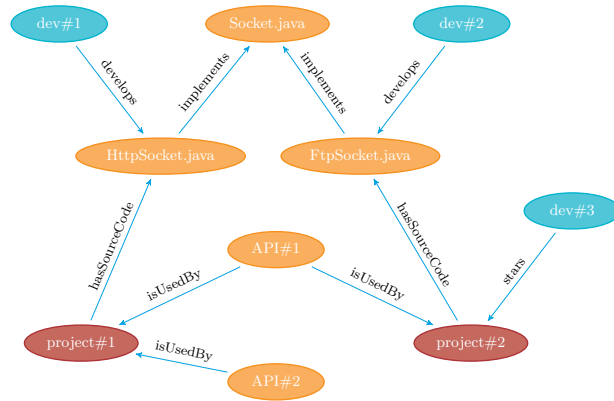 dev#1
Socket.java
dev#2
develops
implements
implements
develops
HttpSocket.java
FtpSocket.java
dev#3
hasSourceCode
hasSourceCode
API#1
isUsedBy
isUsedBy
stars
project#1
project#2
isUsedBy
API#2